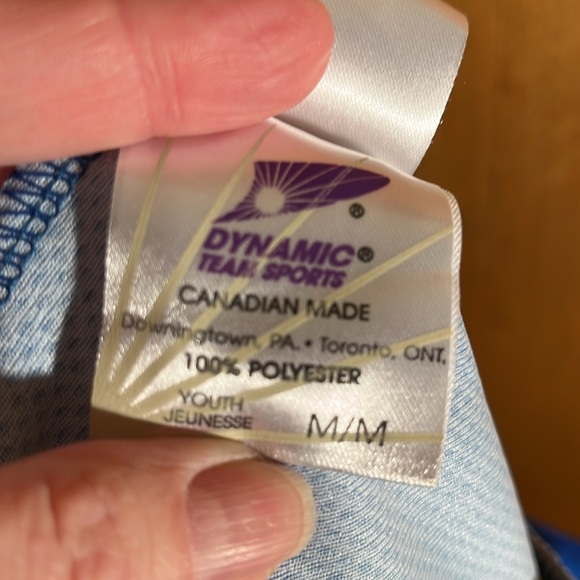 ®
DYNAMIC®
TEAM SPORTS
CANADIAN MADE
Downingtown, PA. • Toronto, ONT.
100% POLYESTER
YOUTH
JEUNESSE M/M